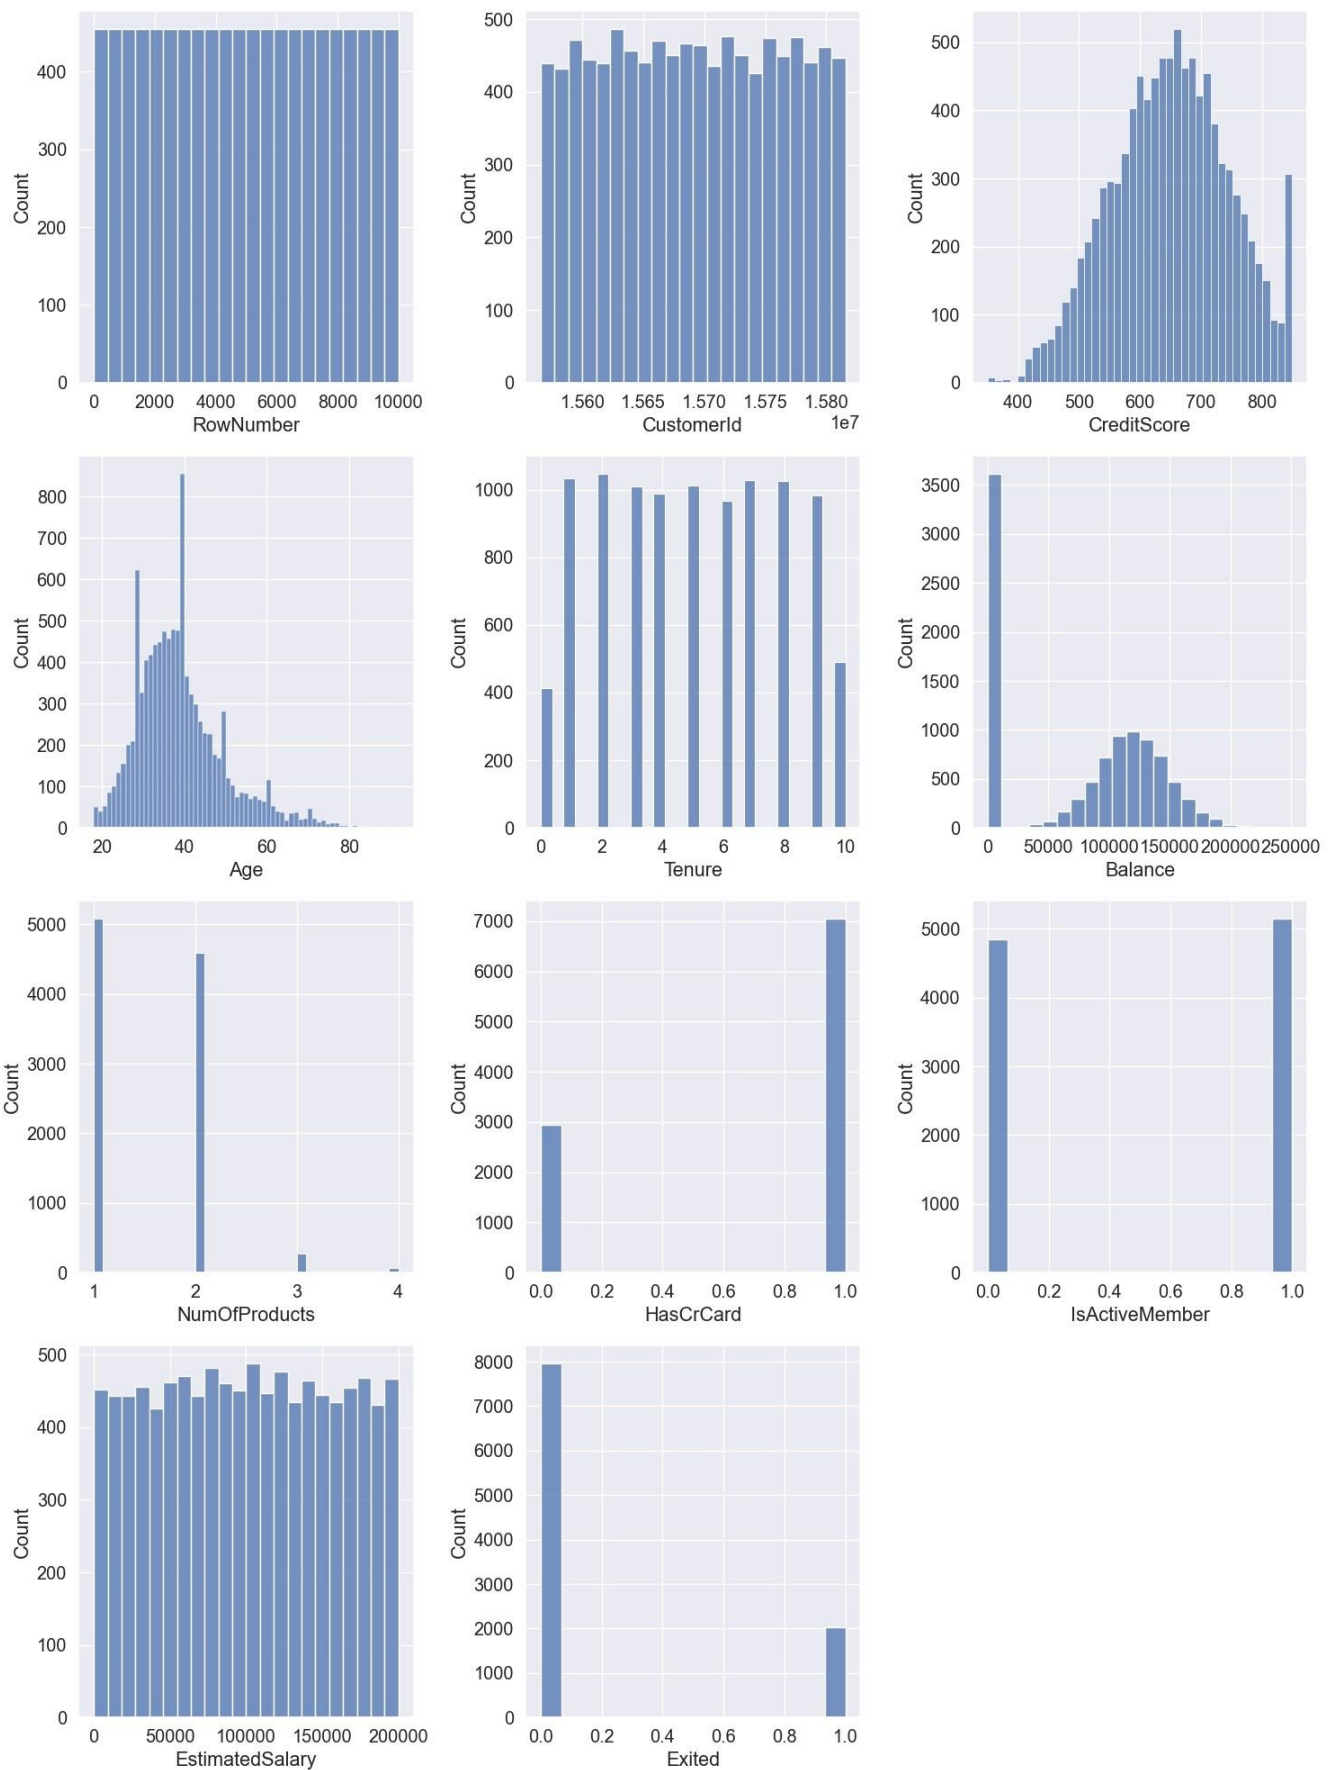 400
300
200
100
0
Count
0 2000 4000 6000 8000 10000
RowNumber
500
400
300
200
100
0
Count
1.560 1.565 1.570 1.575 1.580
1e7
CustomerId
500
400
300
200
100
0
Count
400 500 600 700 800
CreditScore
800
700
600
500
400
300
200
100
0
Count
20 40 60 80
Age
1000
800
600
400
200
0
Count
0 2 4 6 8 10
Tenure
3500
3000
2500
2000
1500
1000
500
0
Count
0 50000 100000 150000 200000 250000
Balance
5000
4000
3000
2000
1000
0
Count
1 2 3 4
NumOfProducts
7000
6000
5000
4000
3000
2000
1000
0
Count
0.0 0.2 0.4 0.6 0.8 1.0
HasCrCard
5000
4000
3000
2000
1000
0
Count
0.0 0.2 0.4 0.6 0.8 1.0
IsActiveMember
500
400
300
200
100
0
Count
0 50000 100000 150000 200000
EstimatedSalary
8000
7000
6000
5000
4000
3000
2000
1000
0
Count
0.0 0.2 0.4 0.6 0.8 1.0
Exited